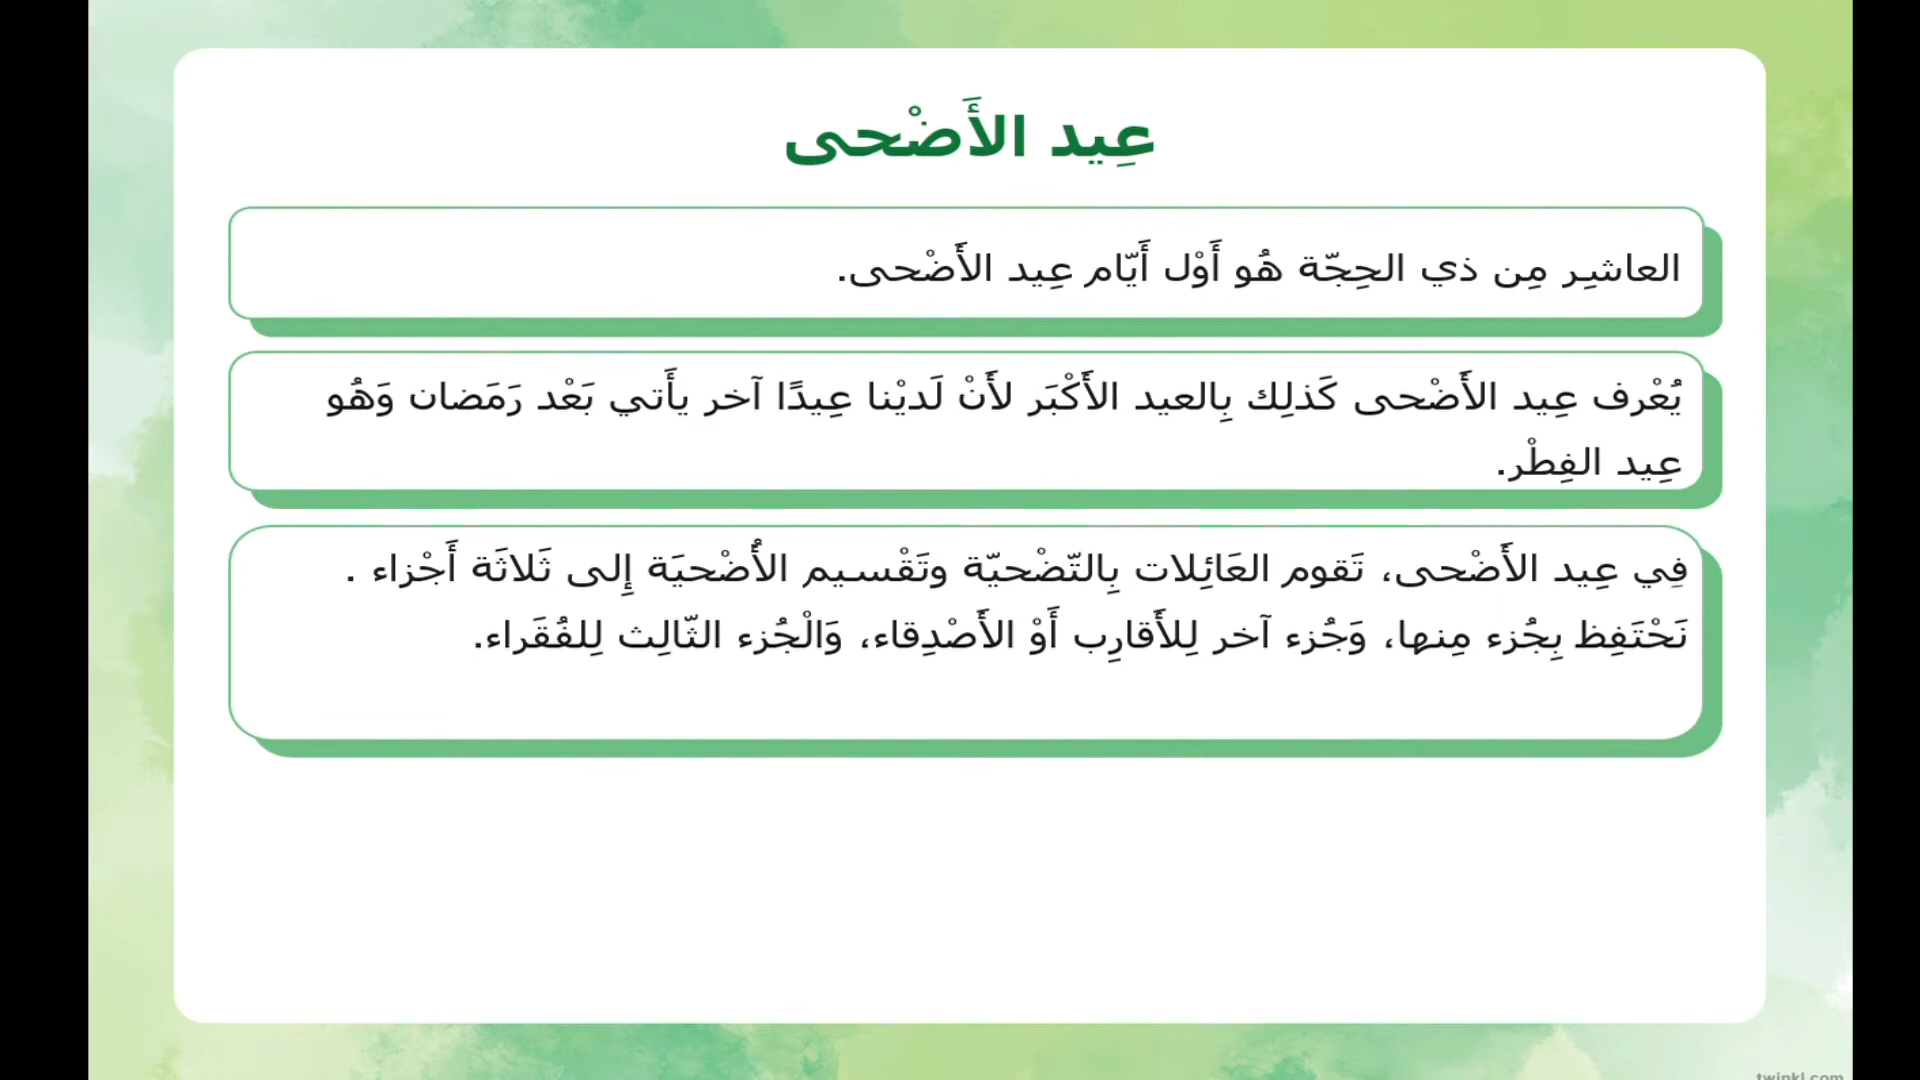 عِيد الأَضْحى
العاشِر مِن ذي الحِجّة هُو أَوْل أَيّام عِيد الأَضْحى.
يُعْرف عِيد الأَضْحى كَذلِك بِالعيد الأَكْبَر لأَنْ لَديْنا عِيدًا آخر يأَتي بَعْد رَمَضان وَهُو
عِيد الفِطْر.
فِي عِيد الأَضْحى، تَقوم العَائِلات بِالتّضْحيّة وتَقْسيم الأُضْحيَة إِلى ثَلاثَة أَجْزاء .
نَحْتَفِظ بِجُزء مِنها، وَجُزء آخر لِلأَقارِب أَوْ الأَصْدِقاء، وَالْجُزء الثّالِث لِلفُقَراء.
twinkl.com